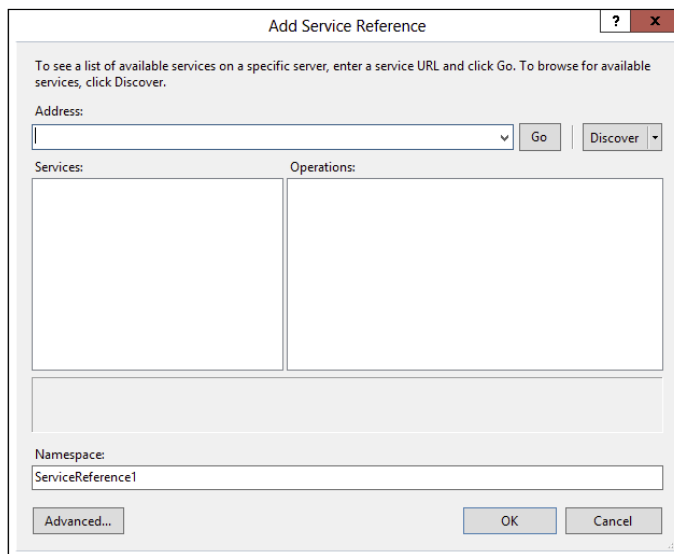 Add Service Reference
? x
To see a list of available services on a specific server, enter a service URL and click Go. To browse for available
services, click Discover.
Address:
Go Discover
Services: Operations:
Namespace:
ServiceReference1
Advanced... OK Cancel